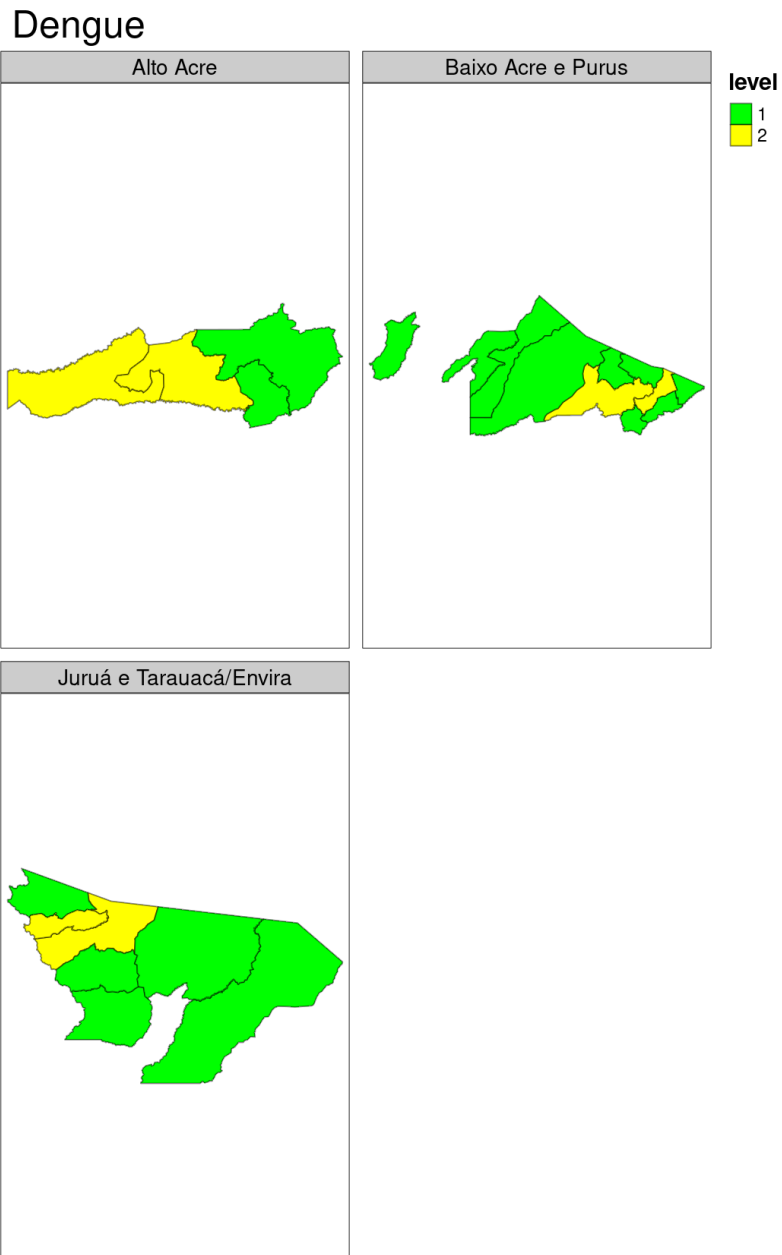 Dengue
Alto Acre
Baixo Acre e Purus
level
1
2
Juruá e Tarauacá/Envira